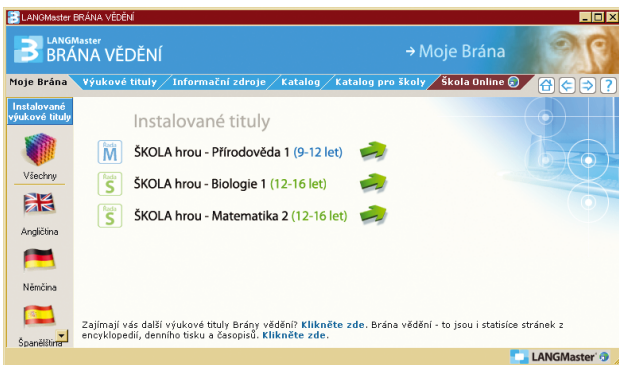 LANGMaster BRÁNA VĚDĚNÍ
LANGMaster
BRÁNA VĚDĚNÍ
Moje Brána
Moje Brána Výukové tituly Informační zdroje Katalog Katalog pro školy Škola Online
Instalované
výukové tituly
Všechny
Angličtina
Němčina
Španělština
Instalované tituly
řada M ŠKOLA hrou - Přírodověda 1 (9-12 let)
řada S ŠKOLA hrou - Biologie 1 (12-16 let)
řada S ŠKOLA hrou - Matematika 2 (12-16 let)
Zajímají vás další výukové tituly Brány vědění? Klikněte zde. Brána vědění - to jsou i statisíce stránek z
encyklopedií, denního tisku a časopisů. Klikněte zde.
LANGMaster